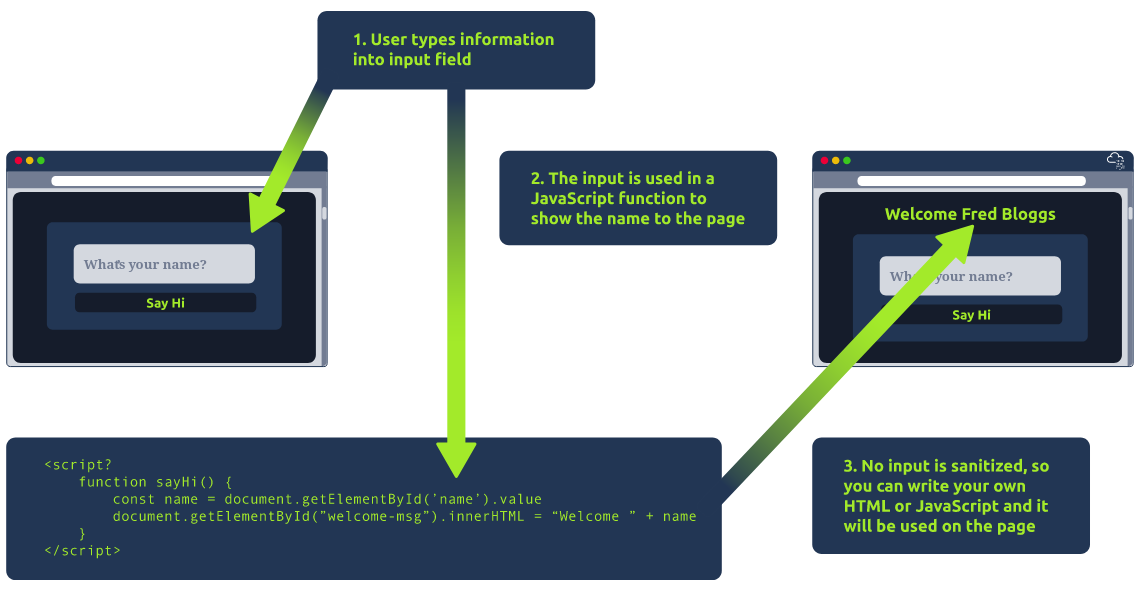 1. User types information
into input field
2. The input is used in a
JavaScript function to
show the name to the page
What's your name?
Say Hi
Welcome Fred Bloggs
What's your name?
Say Hi
<script?
function sayHi() {
const name = document.getElementById(’name’).value
document.getElementById(”welcome-msg”).innerHTML = “Welcome ” + name
}
</script>
3. No input is sanitized, so
you can write your own
HTML or JavaScript and it
will be used on the page